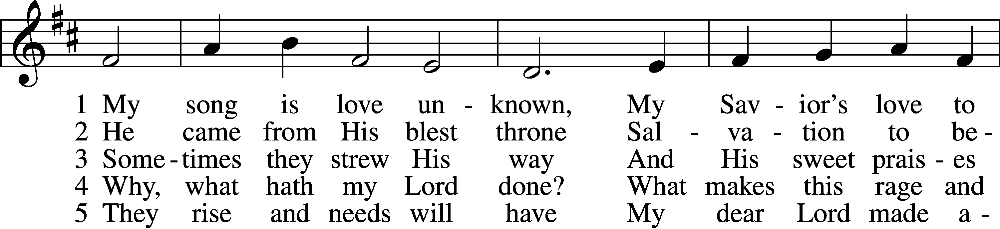 1 My song is love un - known, My Sav - ior's love to
2 He came from His blest throne Sal - va - tion to be -
3 Some - times they strew His way And His sweet prais - es
4 Why, what hath my Lord done? What makes this rage and
5 They rise and needs will have My dear Lord made a -